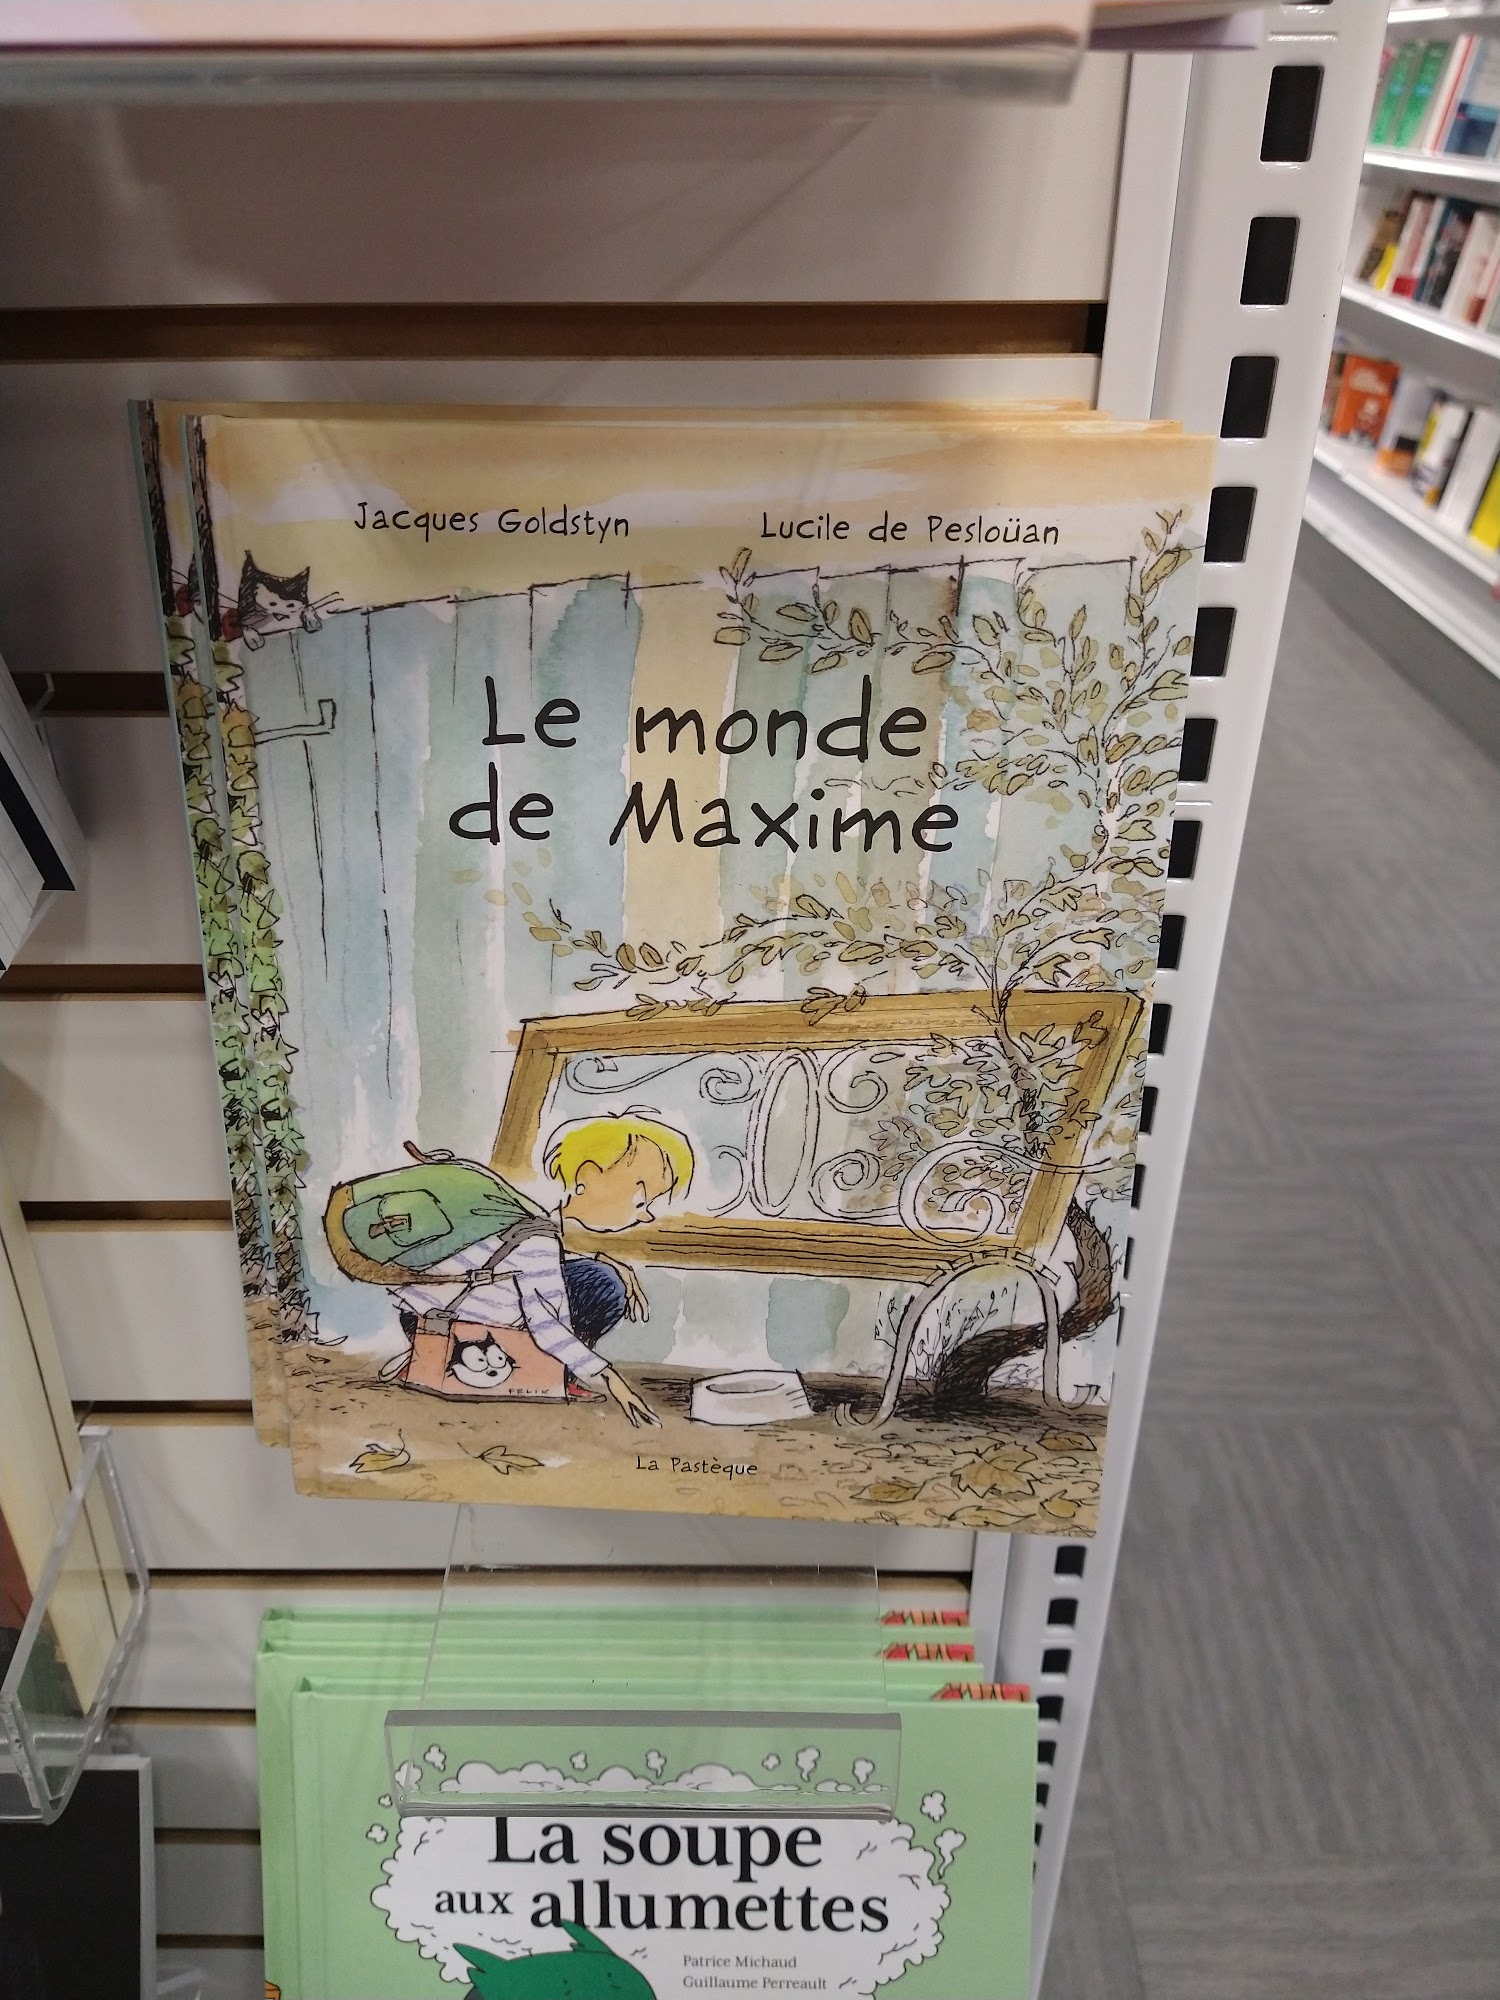 Jacques Goldstyn
Lucile de Pesloüan
Le monde
de Maxime
FELIX
La Pastèque
La soupe
aux allumettes
Patrice Michaud
Guillaume Perreault